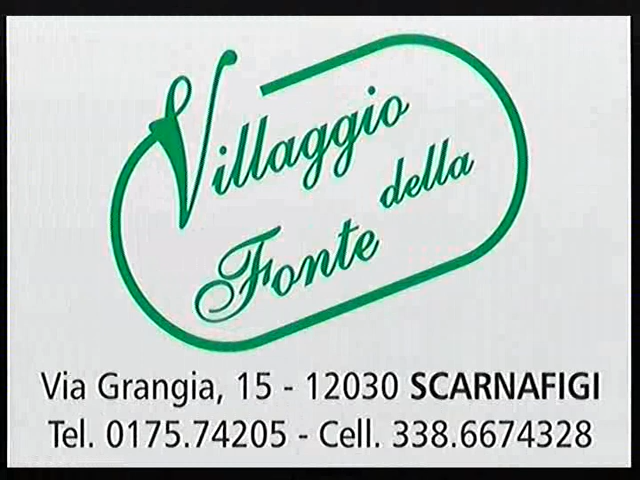 Villaggio
della
Fonte
Via Grangia, 15 - 12030 SCARNAFIGI
Tel. 0175.74205 - Cell. 338.6674328